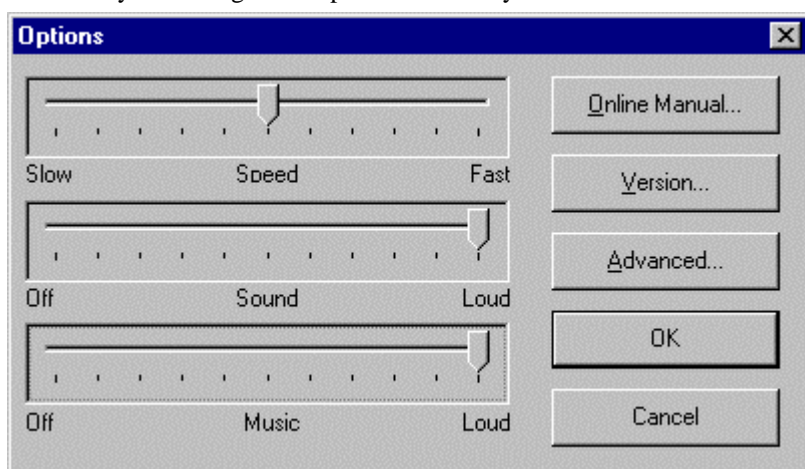 Options
Online Manual...
Slow Speed Fast
Version...
Off Sound Loud
Advanced...
OK
Off Music Loud
Cancel